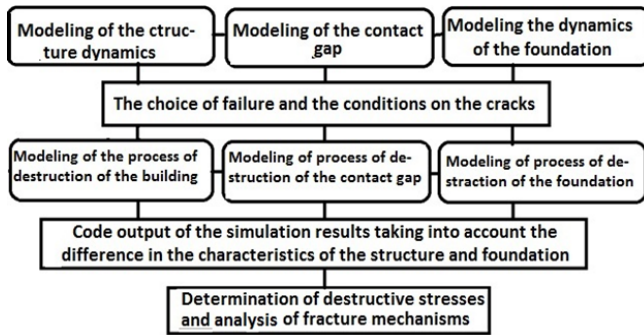 Modeling of the ctruc-
ture dynamics
Modeling of the contact
gap
Modeling the dynamics
of the foundation
The choice of failure and the conditions on the cracks
Modeling of the process of
destruction of the building
Modeling of process of de-
struction of the contact gap
Modeling of process of de-
straction of the foundation
Code output of the simulation results taking into account the
difference in the characteristics of the structure and foundation
Determination of destructive stresses
and analysis of fracture mechanisms